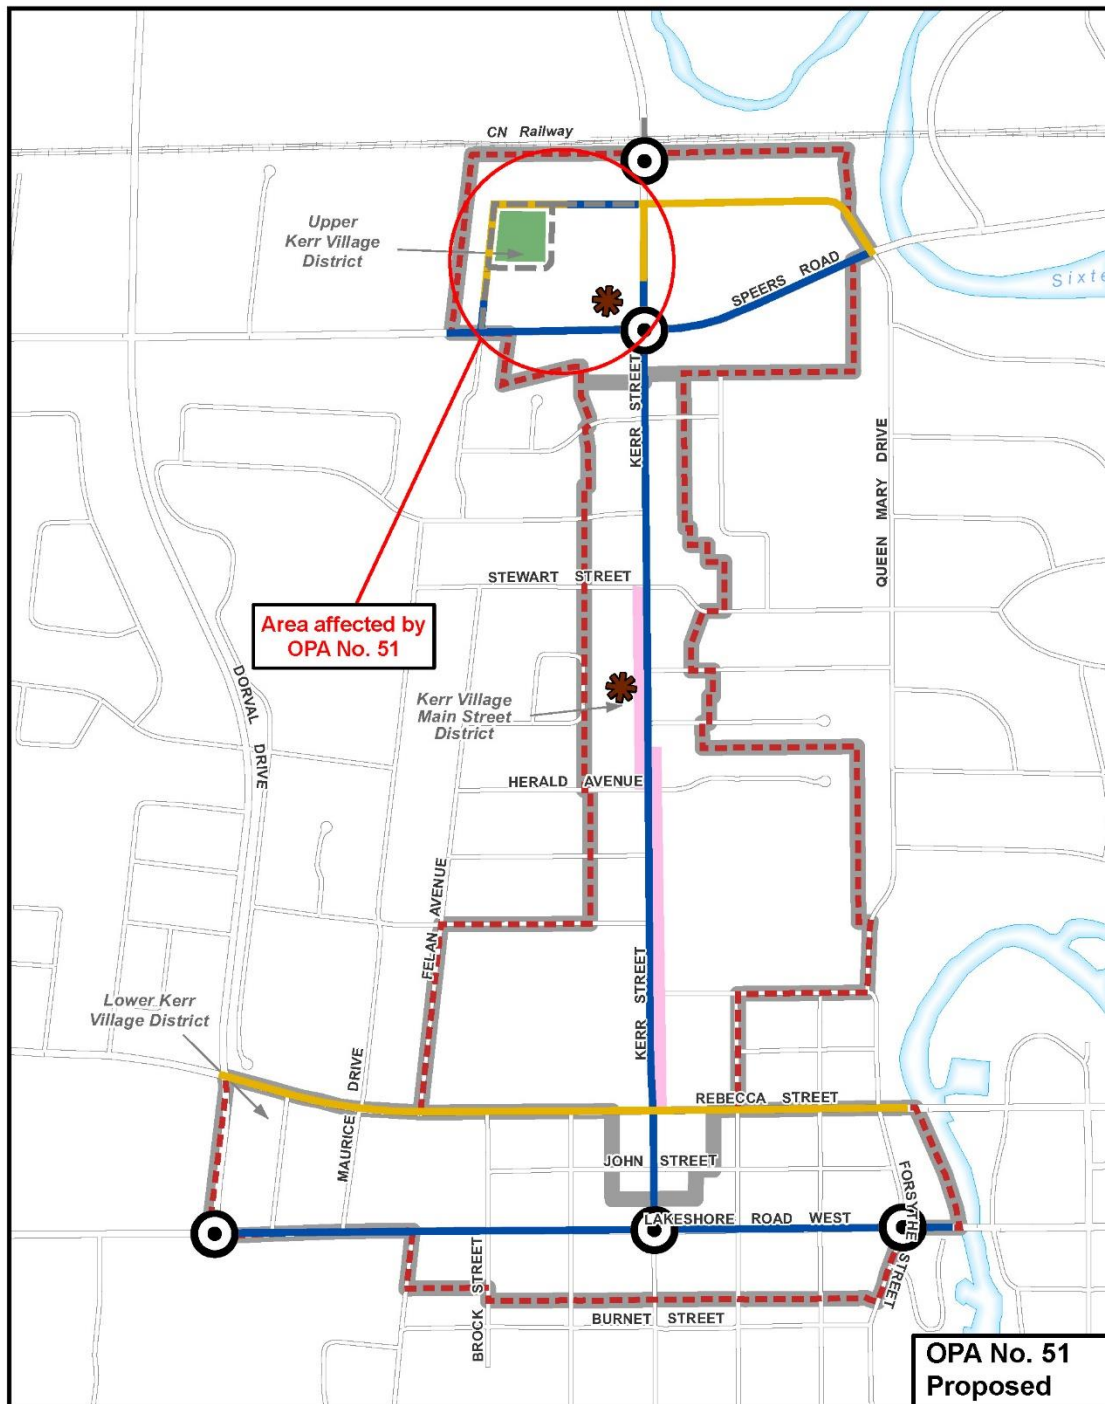 CN Railway
Upper
Kerr Village
District
SPEERS ROAD
KERR STREET
QUEEN MARY DRIVE
STEWART STREET
Area affected by
OPA No. 51
DORVAL DRIVE
Kerr Village
Main Street
District
HERALD AVENUE
FELAN AVENUE
KERR STREET
Lower Kerr
Village District
MAURICE DRIVE
REBECCA STREET
JOHN STREET
FORSYTHE STREET
LAKESHORE ROAD WEST
BROCK STREET
BURNET STREET
OPA No. 51
Proposed